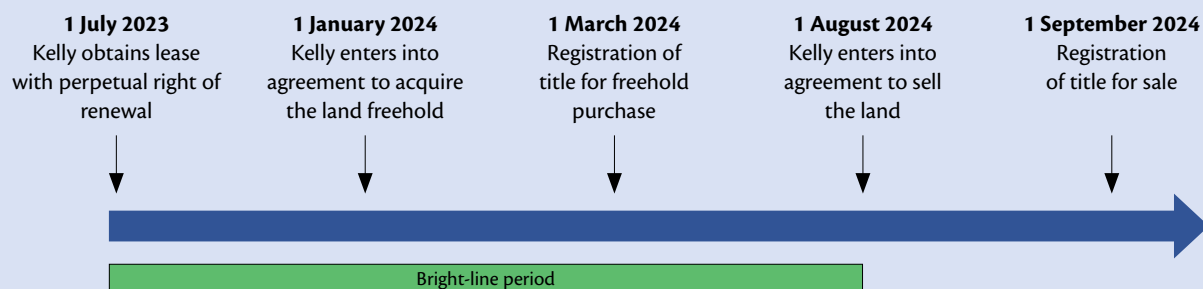 1 July 2023
Kelly obtains lease
with perpetual right of
renewal
1 January 2024
Kelly enters into
agreement to acquire
the land freehold
1 March 2024
Registration of
title for freehold
purchase
1 August 2024
Kelly enters into
agreement to sell
the land
1 September 2024
Registration
of title for sale
Bright-line period